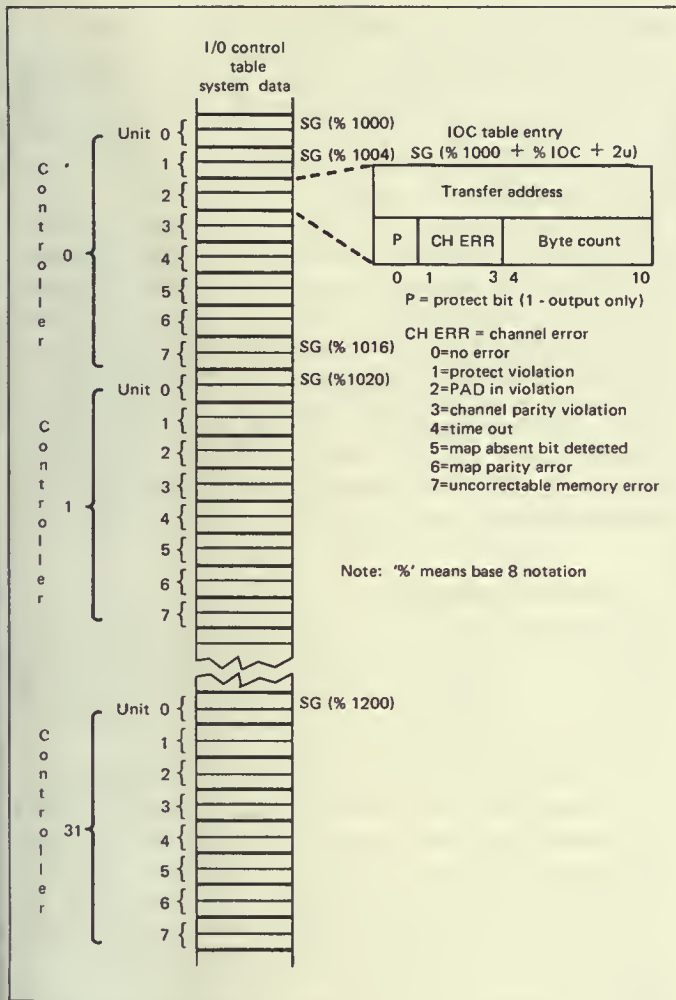 I/0 control
table
system data
Unit 0
SG (% 1000)
1
SG (% 1004)
2
3
4
5
6
7
SG (% 1016)
Controller
0
IOC table entry
SG (% 1000 + % IOC + 2u)
Transfer address
P
CH ERR
Byte count
0 1 3 4 10
P = protect bit (1 - output only)
CH ERR = channel error
0=no error
1=protect violation
2=PAD in violation
3=channel parity violation
4=time out
5=map absent bit detected
6=map parity arror
7=uncorrectable memory error
Unit 0
SG (%1020)
1
2
3
4
5
6
7
Controller
1
Note: '%' means base 8 notation
Unit 0
SG (% 1200)
1
2
3
4
5
6
7
Controller
31